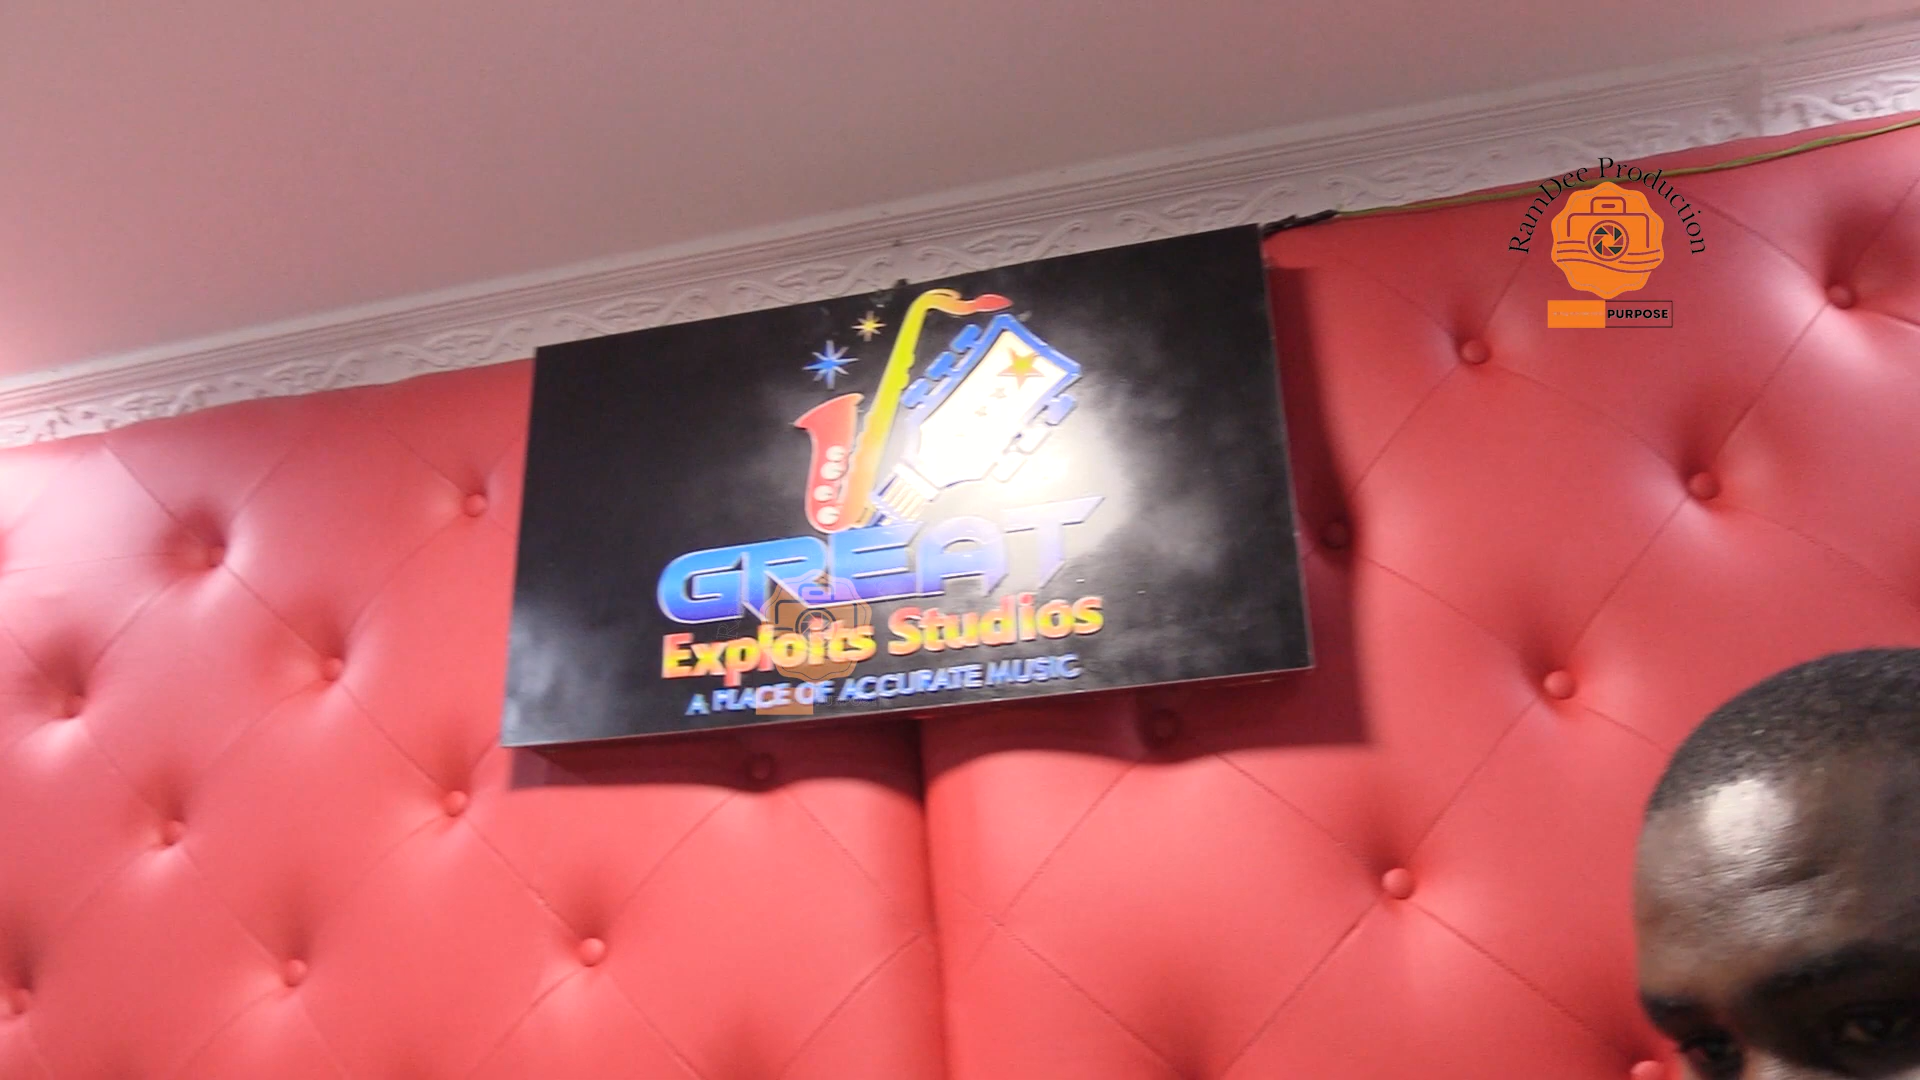 RamDee Production
PURPOSE
GREAT
Exploits Studios
A PLACE OF ACCURATE MUSIC